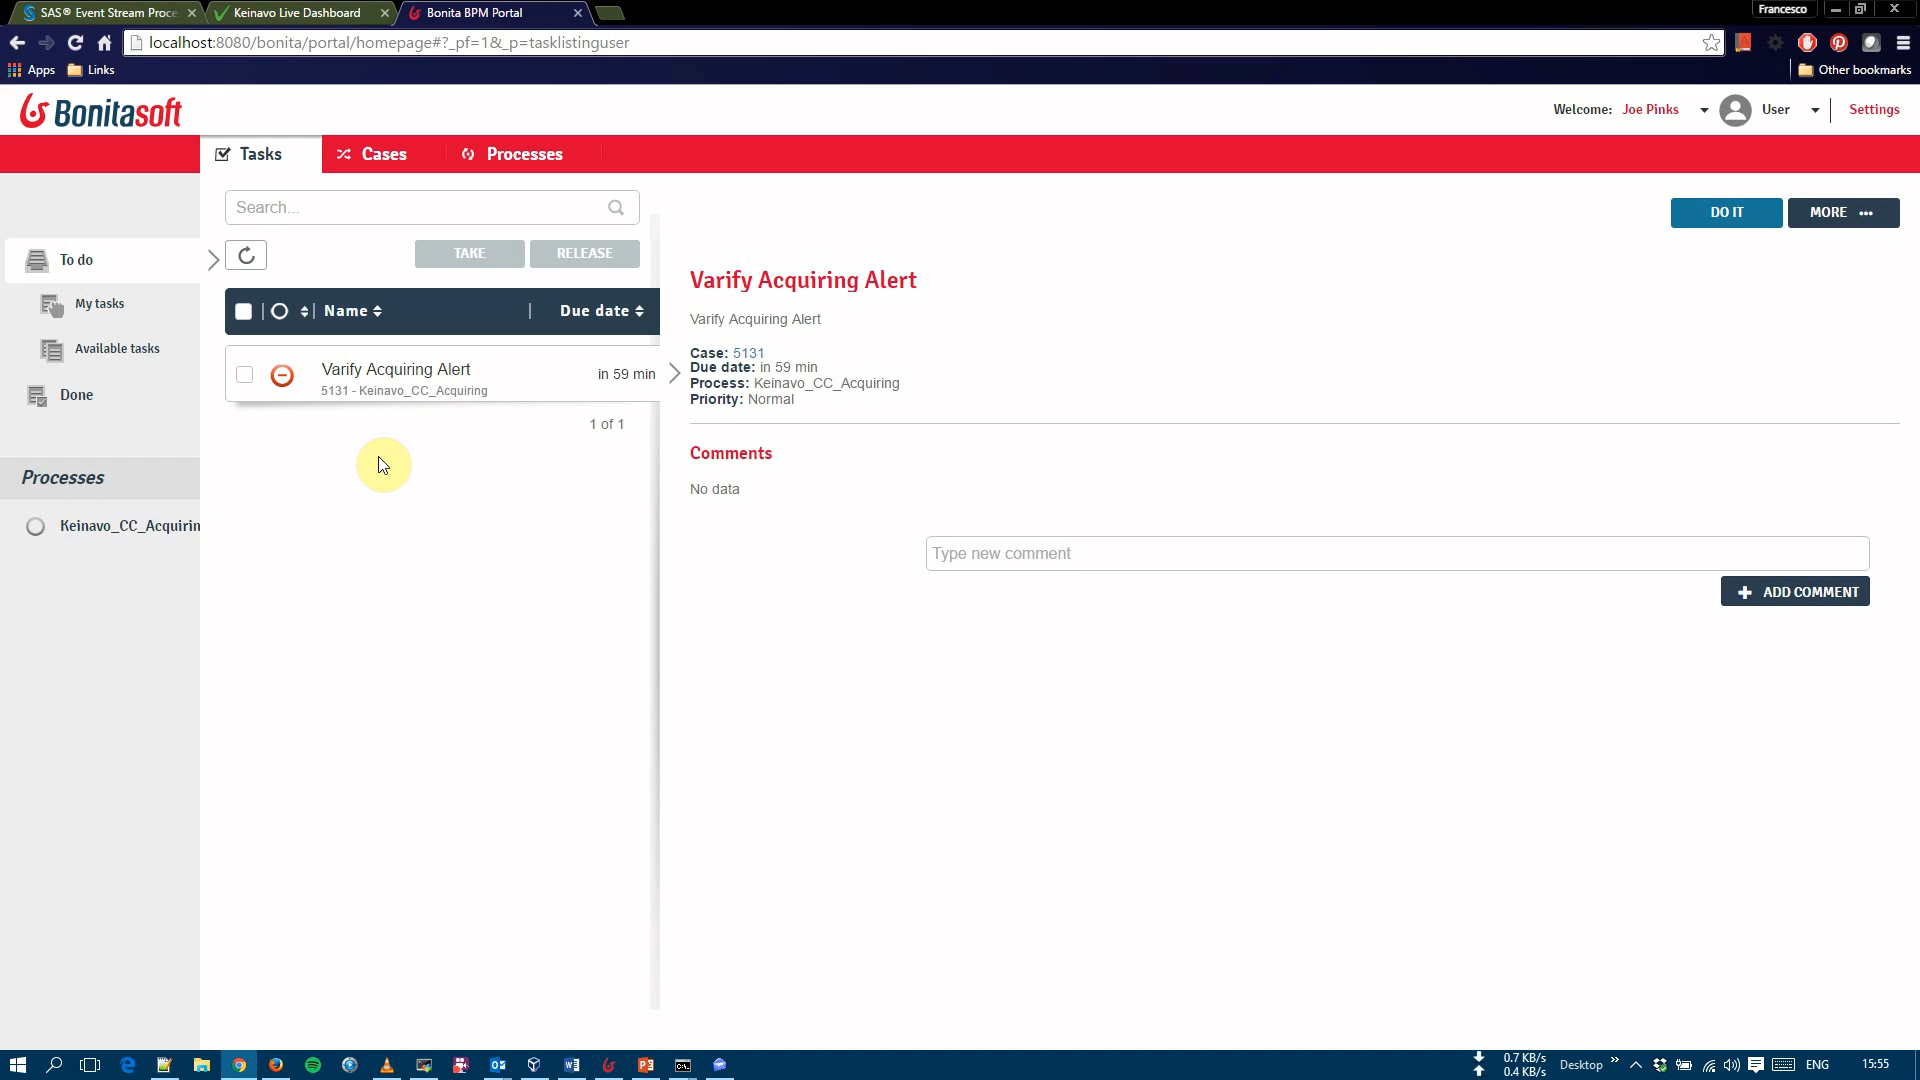 SAS® Event Stream Proce
Keinavo Live Dashboard
Bonita BPM Portal
Francesco
localhost:8080/bonita/portal/homepage#?_pf=1&_p=tasklistinguser
Apps
Links
Other bookmarks
Bonitasoft
Welcome: Joe Pinks
User
Settings
Tasks
Cases
Processes
Search...
DO IT
MORE
TAKE
RELEASE
To do
My tasks
Available tasks
Done
Processes
Keinavo_CC_Acquirin
Name
Due date
Varify Acquiring Alert
in 59 min
5131 - Keinavo_CC_Acquiring
1 of 1
Varify Acquiring Alert
Varify Acquiring Alert
Case: 5131
Due date: in 59 min
Process: Keinavo_CC_Acquiring
Priority: Normal
Comments
No data
Type new comment
ADD COMMENT
0.7 KB/s
0.4 KB/s
Desktop
ENG
15:55